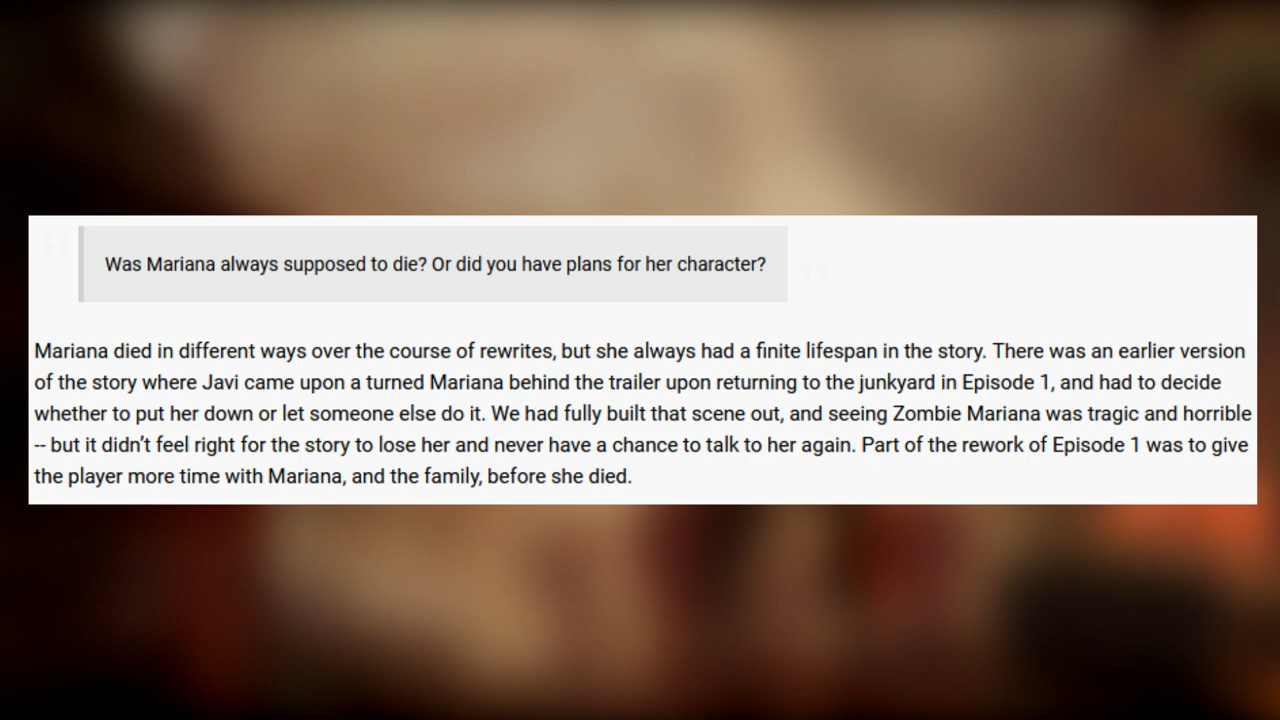 Was Mariana always supposed to die? Or did you have plans for her character?
Mariana died in different ways over the course of rewrites, but she always had a finite lifespan in the story. There was an earlier version
of the story where Javi came upon a turned Mariana behind the trailer upon returning to the junkyard in Episode 1, and had to decide
whether to put her down or let someone else do it. We had fully built that scene out, and seeing Zombie Mariana was tragic and horrible
-- but it didn’t feel right for the story to lose her and never have a chance to talk to her again. Part of the rework of Episode 1 was to give
the player more time with Mariana, and the family, before she died.